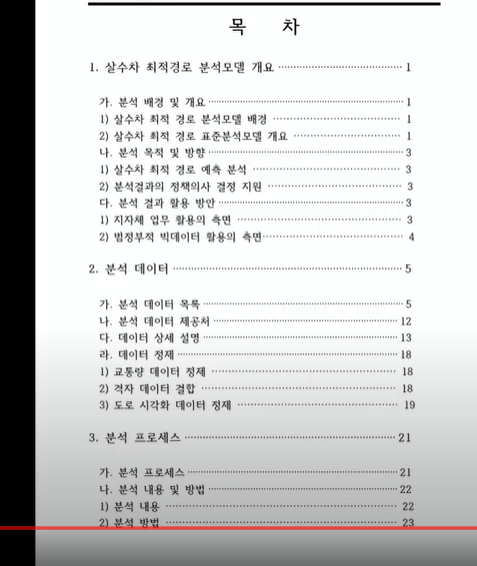 목 차
1. 살수차 최적경로 분석모델 개요 ········ 1
가. 분석 배경 및 개요 ········ 1
1) 살수차 최적 경로 분석모델 배경 ········ 1
2) 살수차 최적 경로 표준분석모델 개요 ········ 1
나. 분석 목적 및 방향 ········ 3
1) 살수차 최적 경로 예측 분석 ········ 3
2) 분석결과의 정책의사 결정 지원 ········ 3
다. 분석 결과 활용 방안 ········ 3
1) 지자체 업무 활용의 측면 ········ 3
2) 범정부적 빅데이터 활용의 측면 ········ 4
2. 분석 데이터 ········ 5
가. 분석 데이터 목록 ········ 5
나. 분석 데이터 제공처 ········ 12
다. 데이터 상세 설명 ········ 13
라. 데이터 정제 ········ 18
1) 교통량 데이터 정제 ········ 18
2) 격자 데이터 결합 ········ 18
3) 도로 시각화 데이터 정제 ········ 19
3. 분석 프로세스 ········ 21
가. 분석 프로세스 ········ 21
나. 분석 내용 및 방법 ········ 22
1) 분석 내용 ········ 22
2) 분석 방법 ········ 23